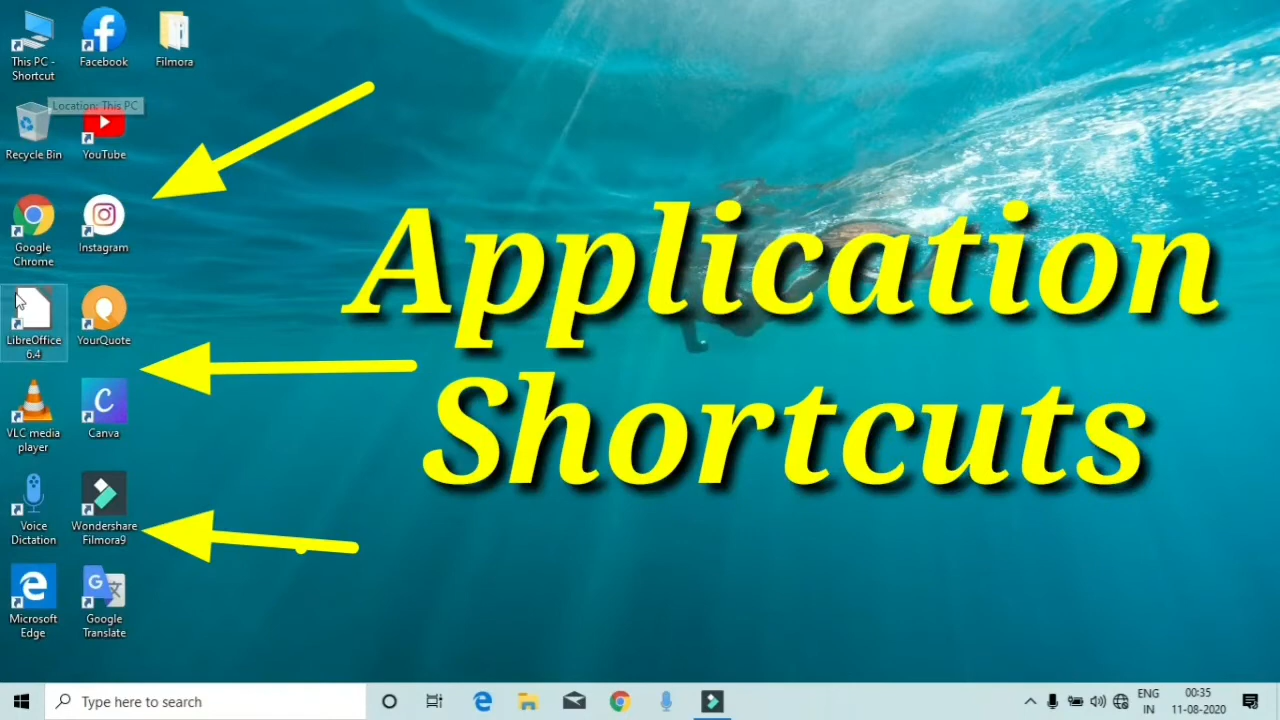 This PC -
Shortcut
Facebook
Filmora
Location: This PC
Recycle Bin
YouTube
Google
Chrome
Instagram
LibreOffice
6.4
YourQuote
VLC media
player
Canva
Voice
Dictation
Wondershare
Filmora9
Microsoft
Edge
Google
Translate
Application
Shortcuts
Type here to search
ENG
IN
00:35
11-08-2020